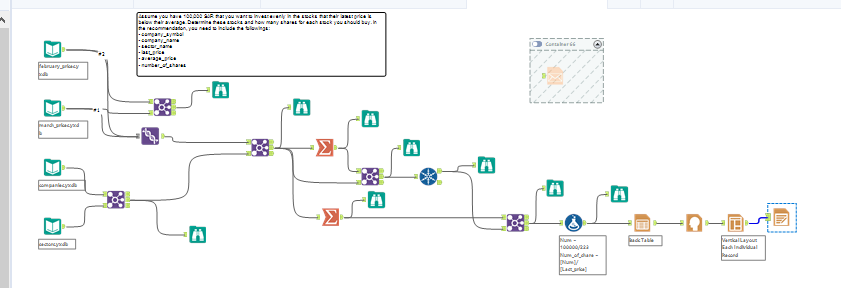 Assume you have 100,000 SAR that you want to invest evenly in the stocks that their latest price is
below their average. Determine these stocks and how many shares for each stock you should buy. In
the recommendation, you need to include the followings:
- company_symbol
- company_name
- sector_name
- last_price
- average_price
- number_of_shares
Container 66
#2
february_prices.y
xdb
#1
march_prices.yxd
b
companies.yxdb
sectors.yxdb
Num =
100000/223
Num_of_share =
[Num]/
[Last_price]
Basic Table
Vertical Layout
Each Individual
Record